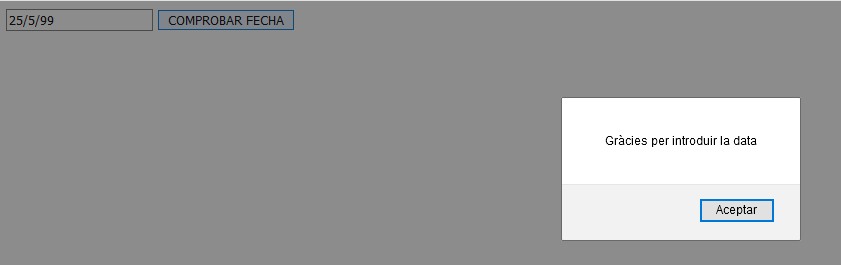 25/5/99 COMPROBAR FECHA
Gràcies per introduir la data
Aceptar